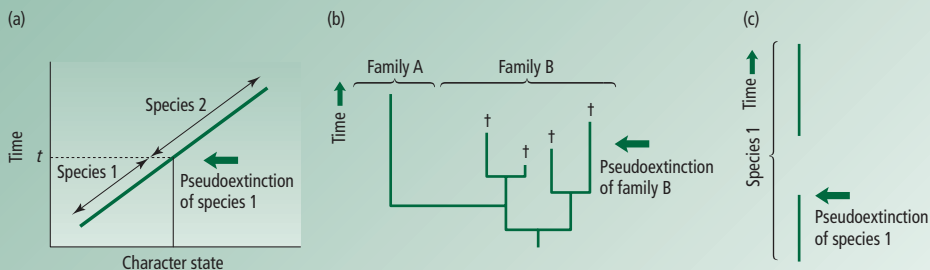 (a)
Time
t
Species 1
Species 2
Pseudoextinction
of species 1
Character state
(b)
Family A
Family B
Time
†
†
†
†
Pseudoextinction
of family B
(c)
Time
Species 1
Pseudoextinction
of species 1